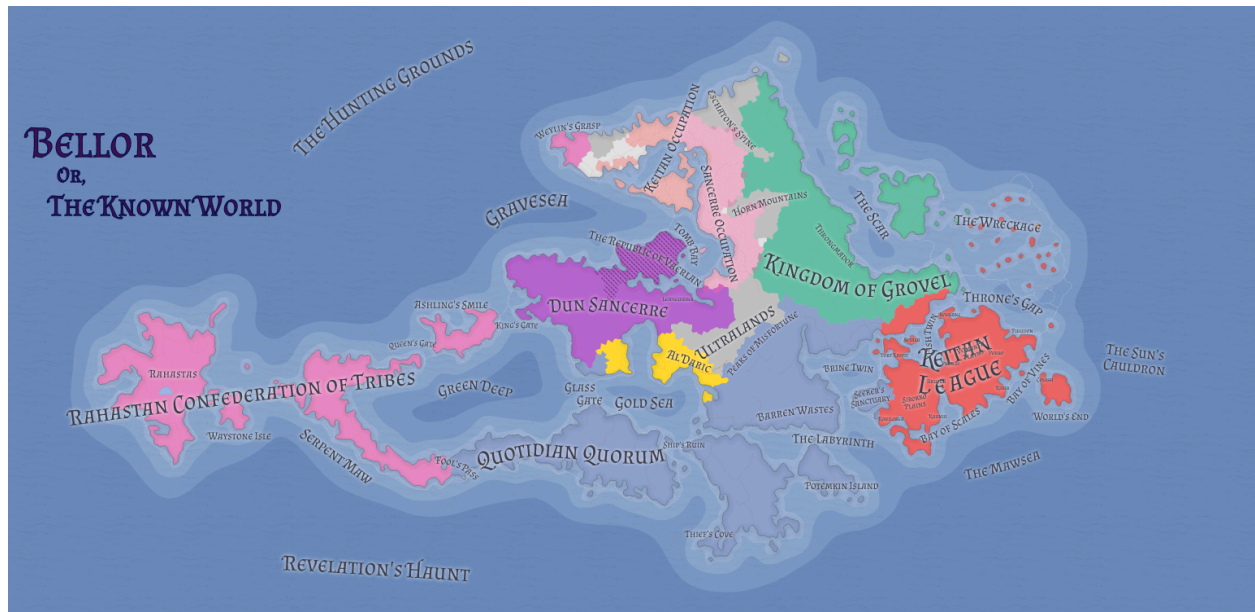 Bellor
Or,
The Known World
The Hunting Grounds
Weylin's Grasp
Keitan Occupation
Eschaton's Spine
Sancerre Occupation
Horn Mountains
Gravesea
Tomb Bay
The Republic of Valrlan
Throngmador
The Scar
The Wreckage
Kingdom of Grovel
Dun Sancerre
Throne's Gap
Ashling's Smile
King's Gate
Queen's Gate
Ultralands
Peaks of Misfortune
Al'Daric
Keitan
League
Brine Twin
Seeker's
Sanctuary
Bay of Vines
The Sun's
Cauldron
World's End
Bay of Scales
Rahastas
Rahastan Confederation of Tribes
Waystone Isle
Green Deep
Glass
Gate
Gold Sea
Barren Wastes
The Labyrinth
The Mawsea
Serpent Maw
Fool's Pass
Quotidian Quorum
Ship's Ruin
Potemkin Island
Thief's Cove
Revelation's Haunt